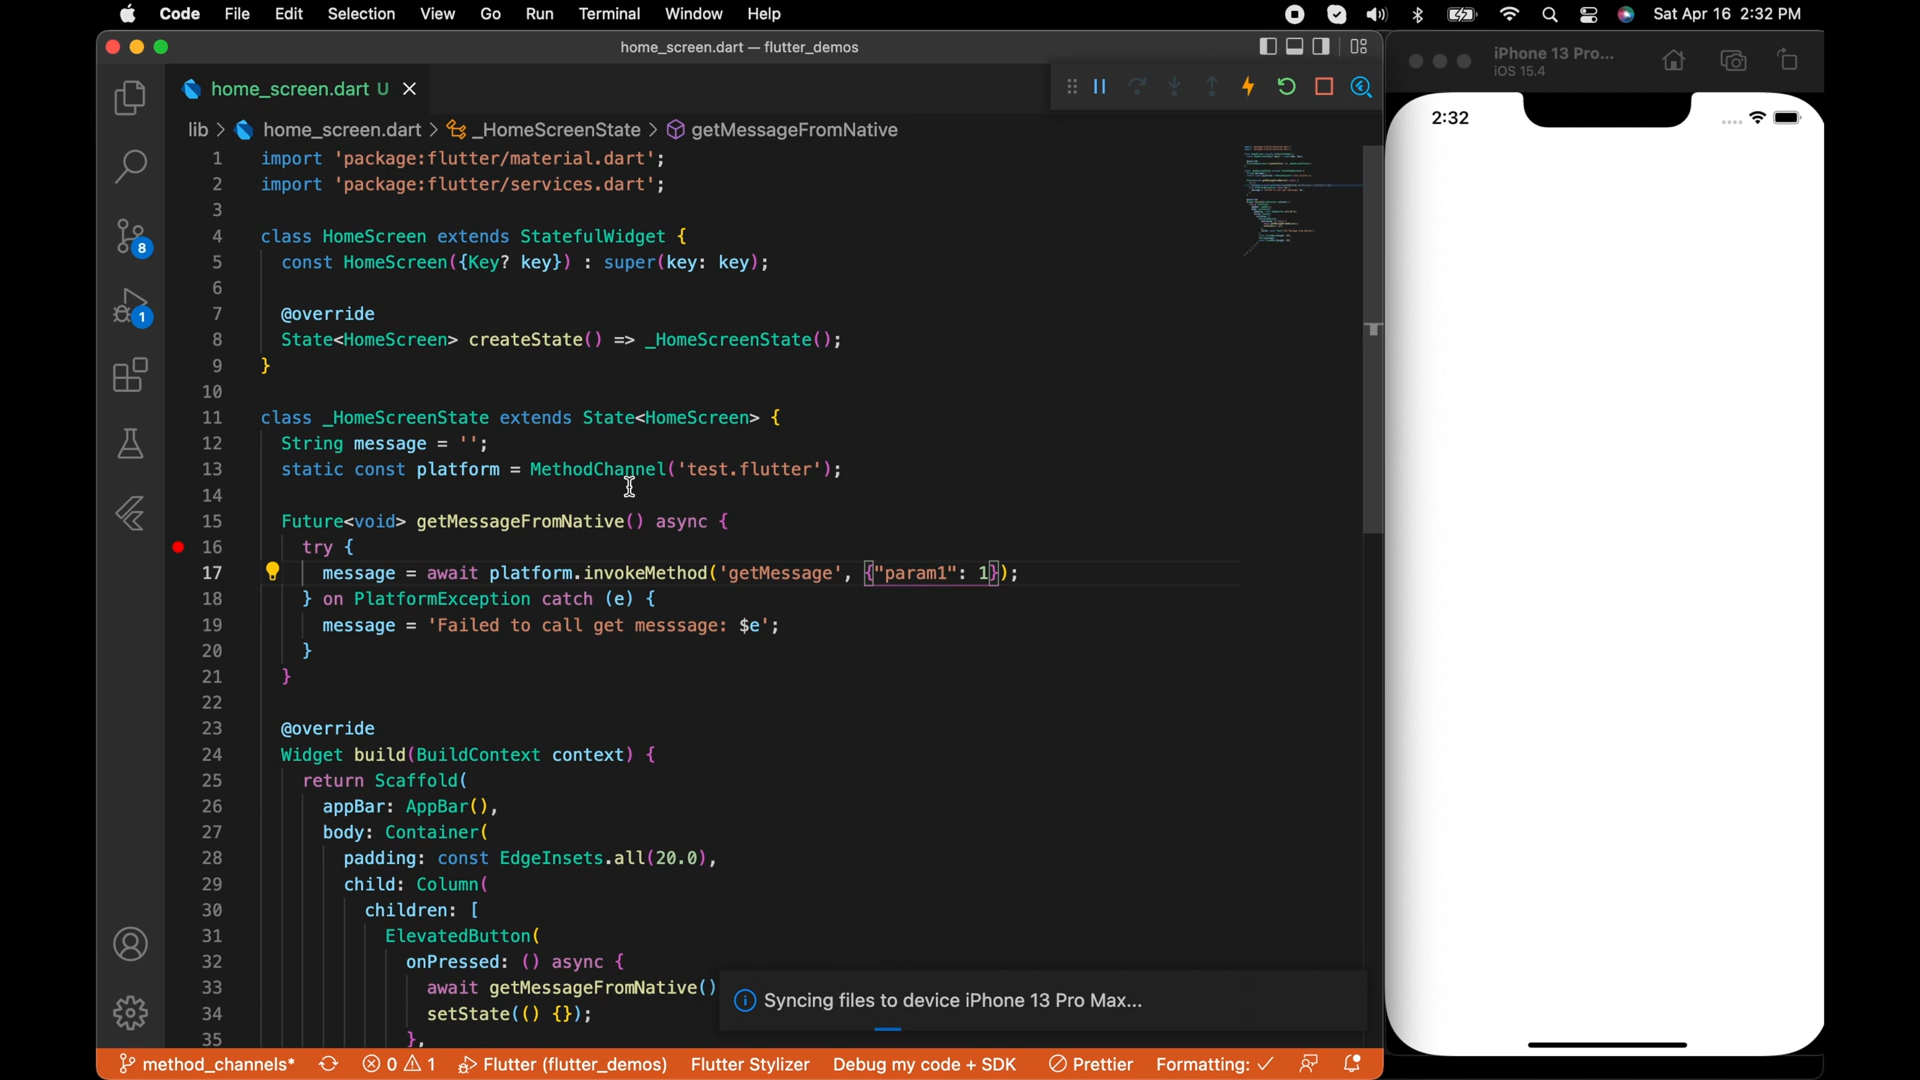 Code File Edit Selection View Go Run Terminal Window Help Sat Apr 16 2:32 PM
home_screen.dart — flutter_demos
iPhone 13 Pro...
iOS 15.4
home_screen.dart U
2:32
lib > home_screen.dart > _HomeScreenState > getMessageFromNative
1 import 'package:flutter/material.dart';
2 import 'package:flutter/services.dart';
3
4 class HomeScreen extends StatefulWidget {
5 const HomeScreen({Key? key}) : super(key: key);
6
7 @override
8 State<HomeScreen> createState() => _HomeScreenState();
9 }
10
11 class _HomeScreenState extends State<HomeScreen> {
12 String message = '';
13 static const platform = MethodChannel('test.flutter');
14
15 Future<void> getMessageFromNative() async {
16 try {
17 message = await platform.invokeMethod('getMessage', {"param1": 1});
18 } on PlatformException catch (e) {
19 message = 'Failed to call get messsage: $e';
20 }
21 }
22
23 @override
24 Widget build(BuildContext context) {
25 return Scaffold(
26 appBar: AppBar(),
27 body: Container(
28 padding: const EdgeInsets.all(20.0),
29 child: Column(
30 children: [
31 ElevatedButton(
32 onPressed: () async {
33 await getMessageFromNative()
34 setState(() {});
35 },
8
1
Syncing files to device iPhone 13 Pro Max...
method_channels* 0 1 Flutter (flutter_demos) Flutter Stylizer Debug my code + SDK Prettier Formatting: ✓